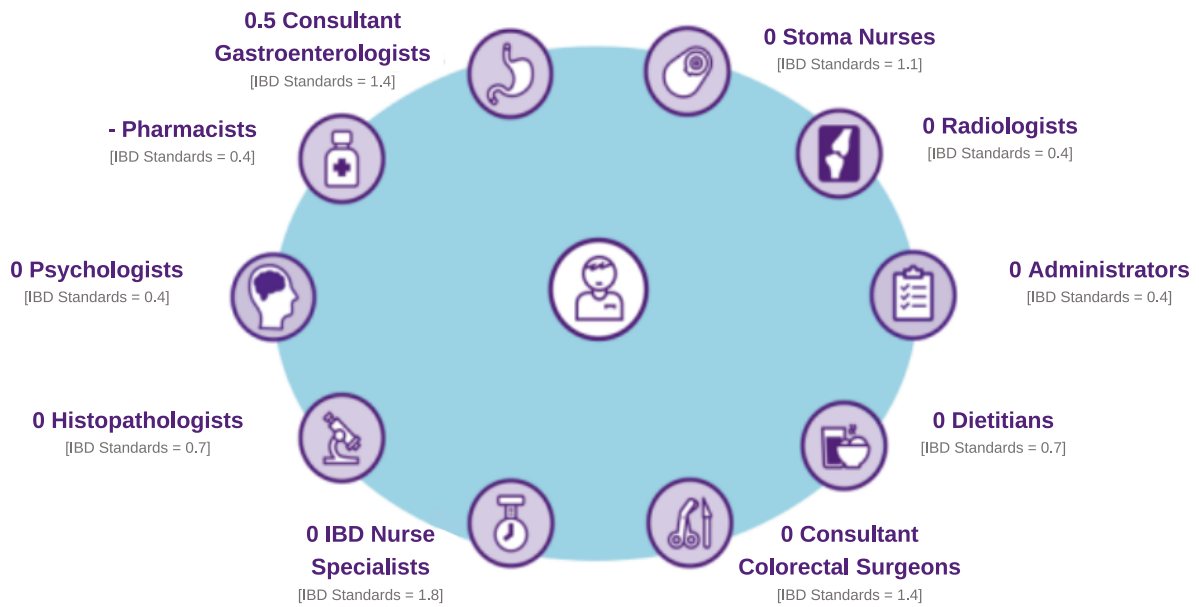 0.5 Consultant
Gastroenterologists
[IBD Standards = 1.4]
0 Stoma Nurses
[IBD Standards = 1.1]
- Pharmacists
[IBD Standards = 0.4]
0 Radiologists
[IBD Standards = 0.4]
0 Psychologists
[IBD Standards = 0.4]
0 Administrators
[IBD Standards = 0.4]
0 Histopathologists
[IBD Standards = 0.7]
0 Dietitians
[IBD Standards = 0.7]
0 IBD Nurse
Specialists
[IBD Standards = 1.8]
0 Consultant
Colorectal Surgeons
[IBD Standards = 1.4]